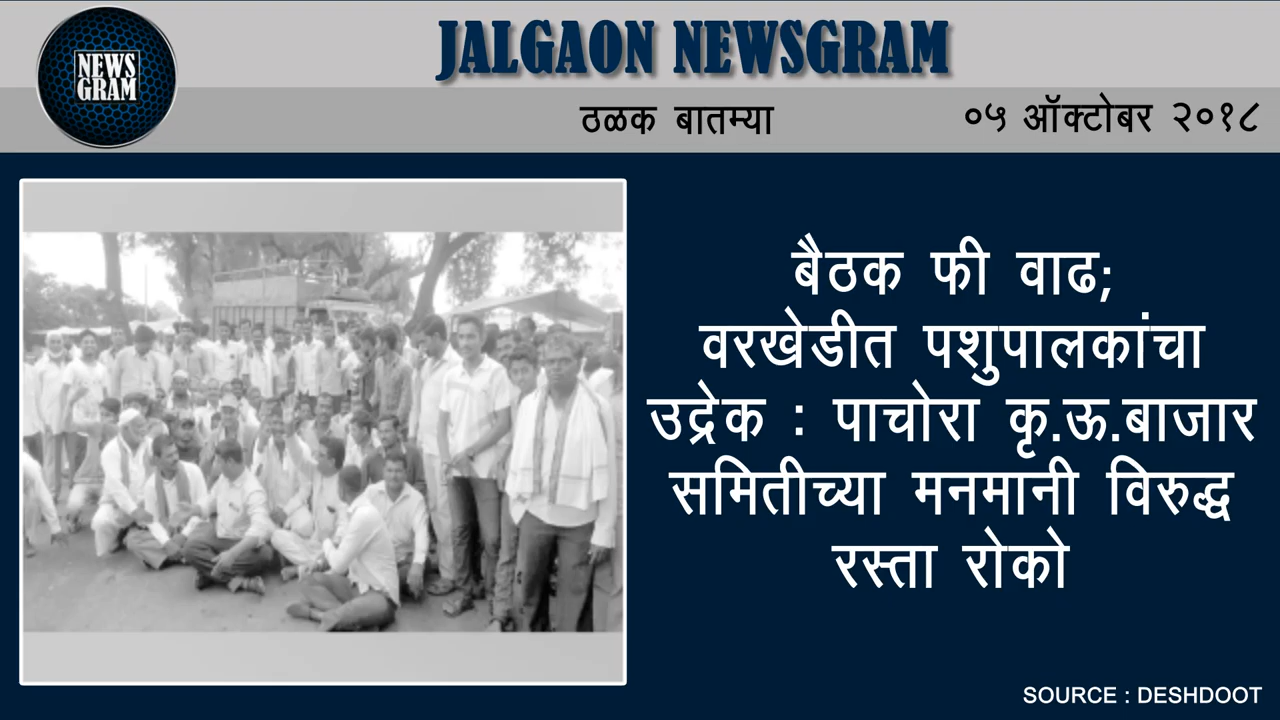 NEWS
GRAM
JALGAON NEWSGRAM
ठळक बातम्या
०५ ऑक्टोबर २०१८
बैठक फी वाढ;
वरखेडीत पशुपालकांचा
उद्रेक : पाचोरा कृ.ऊ.बाजार
समितीच्या मनमानी विरुद्ध
रस्ता रोको
SOURCE : DESHDOOT